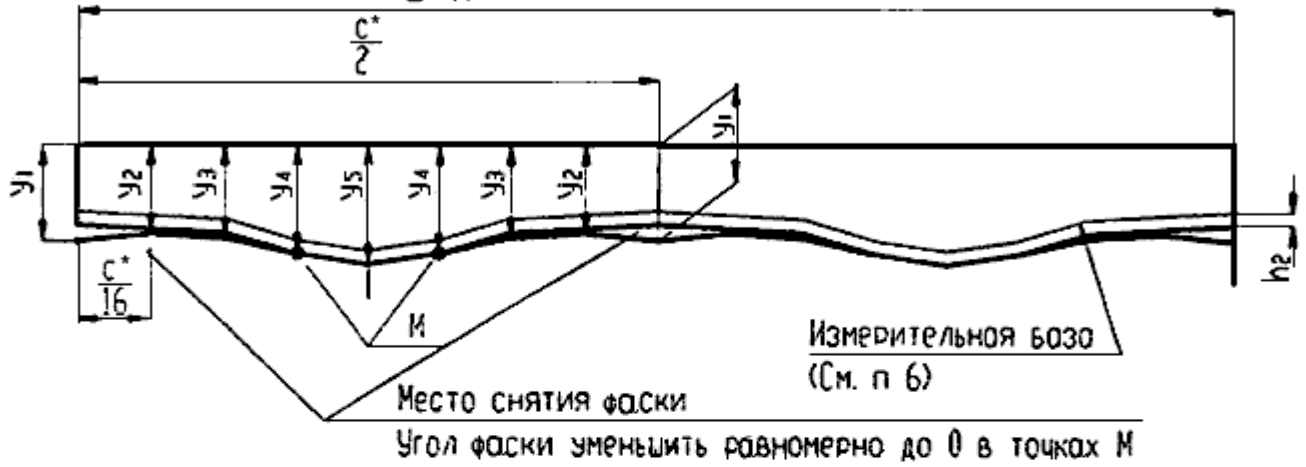 C*
2
y1
y1
y2
y3
y4
y5
y4
y3
y2
C*
16
h2
М
Измерительная база
(См. п 6)
Место снятия фаски
Угол фаски уменьшить равномерно до 0 в точках М